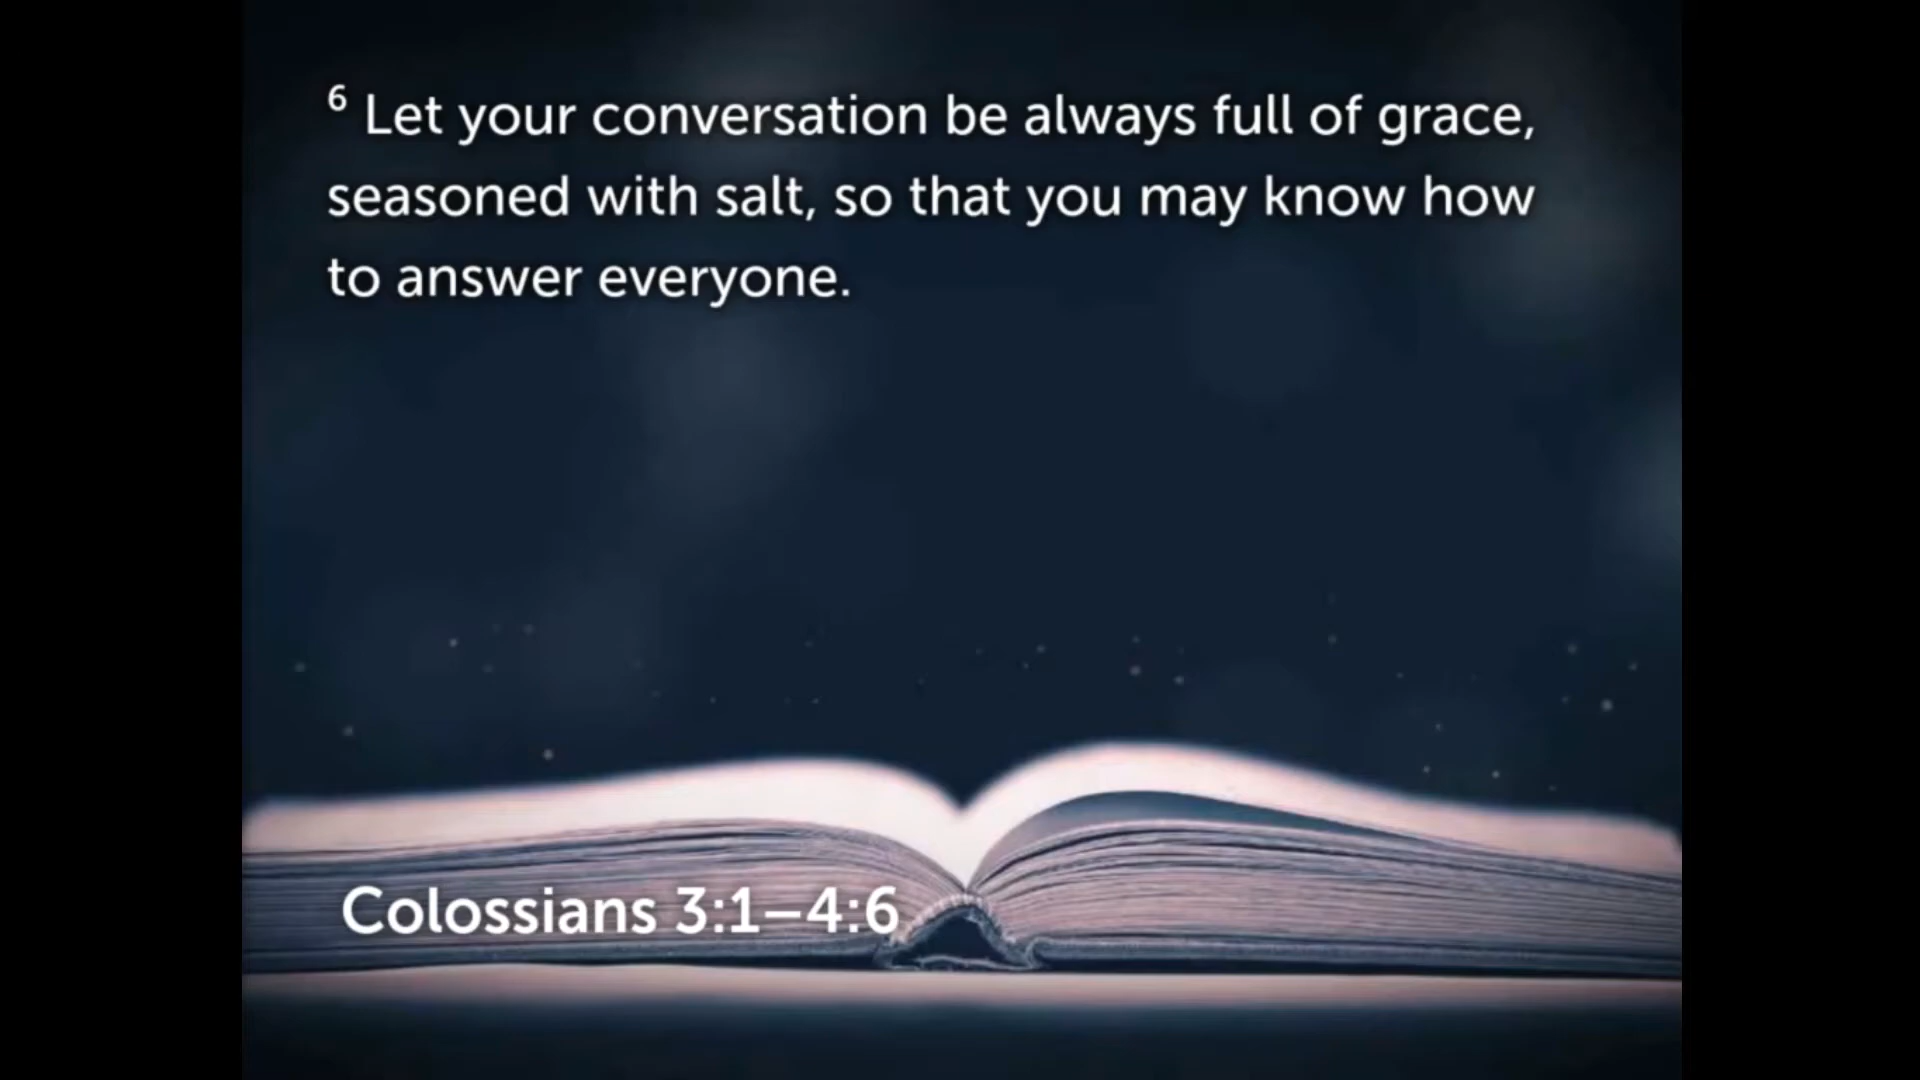 6 Let your conversation be always full of grace,
seasoned with salt, so that you may know how
to answer everyone.
Colossians 3:1–4:6